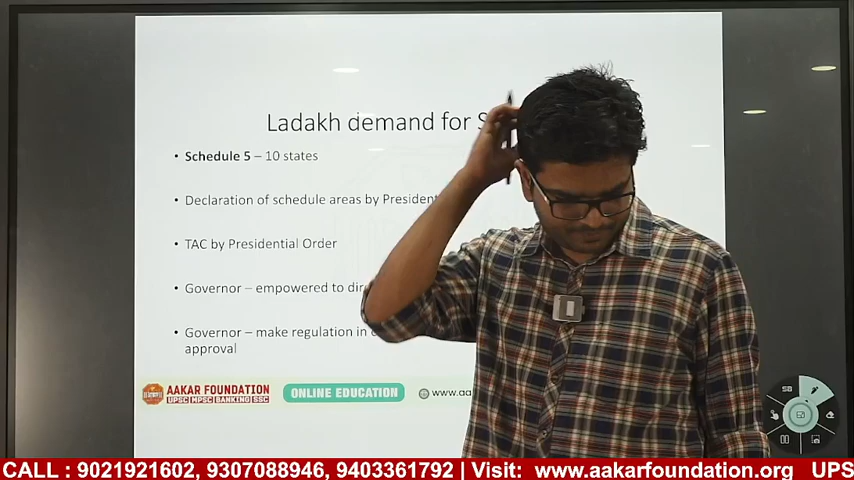 Ladakh demand for S
• Schedule 5 – 10 states
• Declaration of schedule areas by President
• TAC by Presidential Order
• Governor – empowered to dir
• Governor – make regulation in
approval
AAKAR FOUNDATION
UPSC|MPSC|BANKING|SSC
ONLINE EDUCATION
www.aa
SB
CALL : 9021921602, 9307088946, 9403361792 | Visit: www.aakarfoundation.org UPS